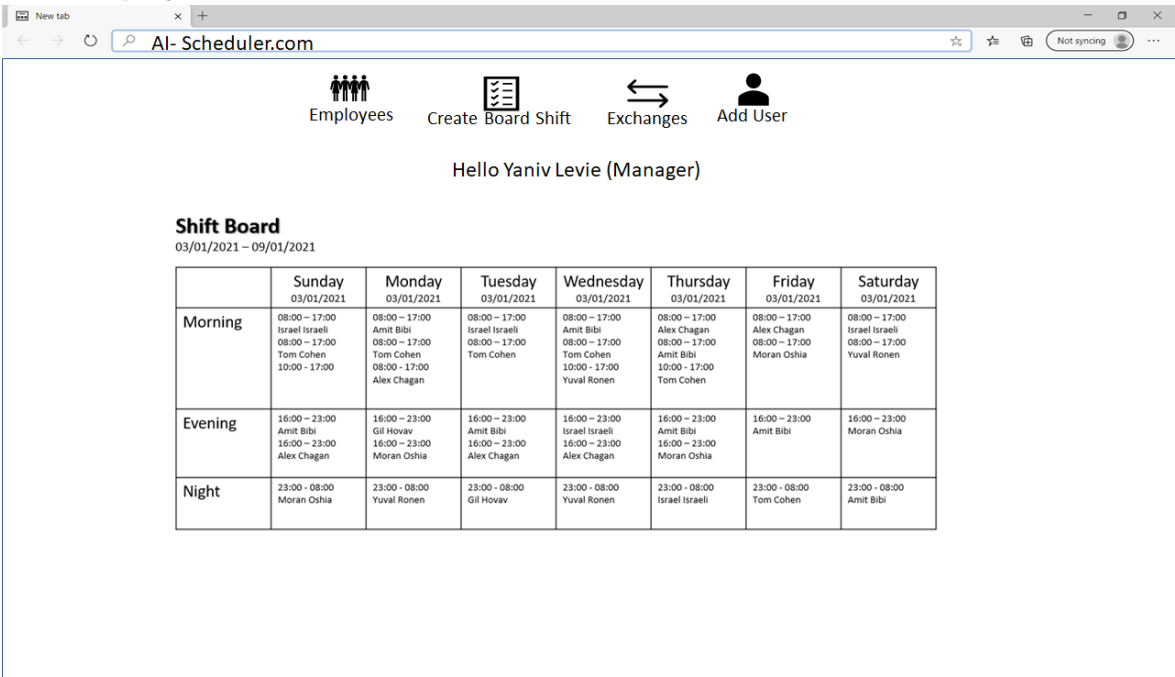 New tab
AI- Scheduler.com
Not syncing
Employees
Create Board Shift
Exchanges
Add User
Hello Yaniv Levie (Manager)
Shift Board
03/01/2021 – 09/01/2021
Sunday
03/01/2021
Monday
03/01/2021
Tuesday
03/01/2021
Wednesday
03/01/2021
Thursday
03/01/2021
Friday
03/01/2021
Saturday
03/01/2021
Morning
08:00 – 17:00
Israel Israeli
08:00 – 17:00
Tom Cohen
10:00 - 17:00
08:00 – 17:00
Amit Bibi
08:00 – 17:00
Tom Cohen
08:00 - 17:00
Alex Chagan
08:00 – 17:00
Israel Israeli
08:00 – 17:00
Tom Cohen
08:00 – 17:00
Amit Bibi
08:00 – 17:00
Tom Cohen
10:00 - 17:00
Yuval Ronen
08:00 – 17:00
Alex Chagan
08:00 – 17:00
Amit Bibi
10:00 - 17:00
Tom Cohen
08:00 – 17:00
Alex Chagan
08:00 – 17:00
Moran Oshia
08:00 – 17:00
Israel Israeli
08:00 – 17:00
Yuval Ronen
Evening
16:00 – 23:00
Amit Bibi
16:00 – 23:00
Alex Chagan
16:00 – 23:00
Gil Hovav
16:00 – 23:00
Moran Oshia
16:00 – 23:00
Amit Bibi
16:00 – 23:00
Alex Chagan
16:00 – 23:00
Israel Israeli
16:00 – 23:00
Alex Chagan
16:00 – 23:00
Amit Bibi
16:00 – 23:00
Moran Oshia
16:00 – 23:00
Amit Bibi
16:00 – 23:00
Moran Oshia
Night
23:00 - 08:00
Moran Oshia
23:00 - 08:00
Yuval Ronen
23:00 - 08:00
Gil Hovav
23:00 - 08:00
Yuval Ronen
23:00 - 08:00
Israel Israeli
23:00 - 08:00
Tom Cohen
23:00 - 08:00
Amit Bibi